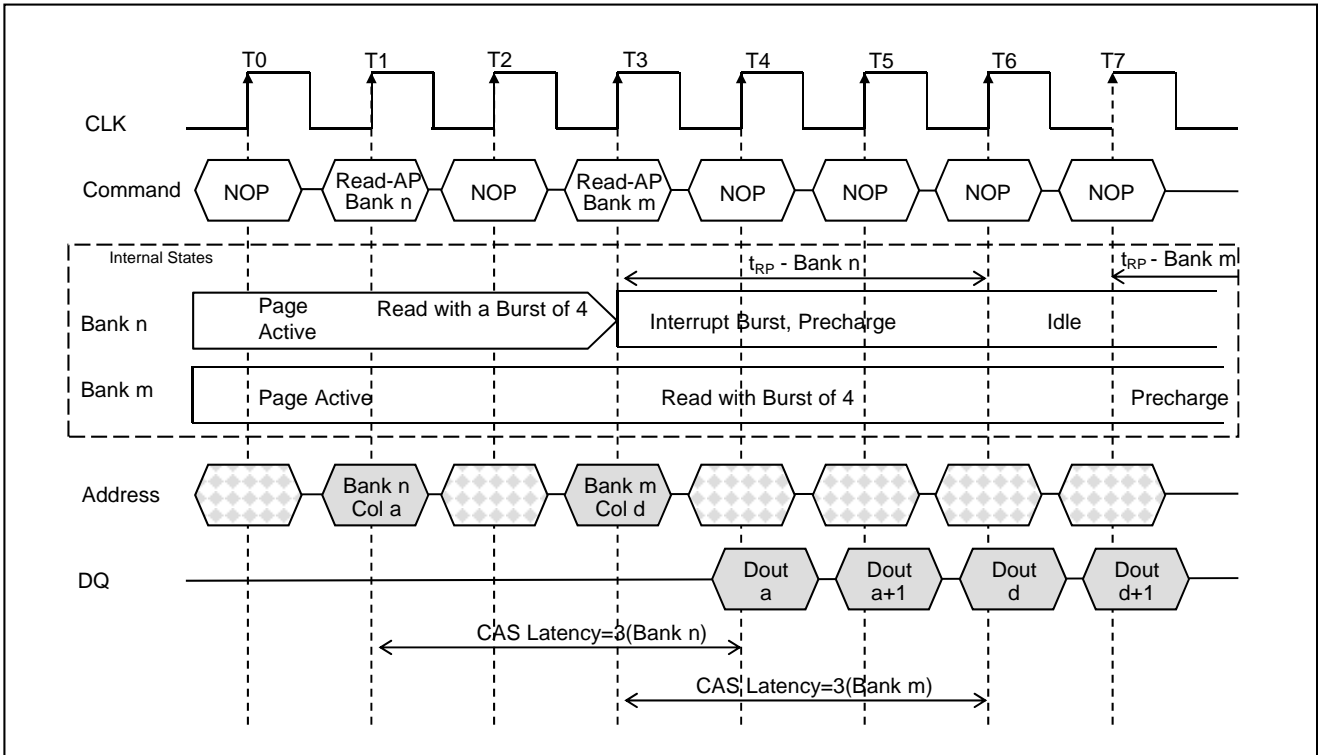 T0 T1 T2 T3 T4 T5 T6 T7
CLK
Command NOP Read-AP Bank n NOP Read-AP Bank m NOP NOP NOP NOP
Internal States
tRP - Bank n tRP - Bank m
Bank n Page Active Read with a Burst of 4 Interrupt Burst, Precharge Idle
Bank m Page Active Read with Burst of 4 Precharge
Address Bank n Col a Bank m Col d
DQ Dout a Dout a+1 Dout d Dout d+1
CAS Latency=3(Bank n)
CAS Latency=3(Bank m)